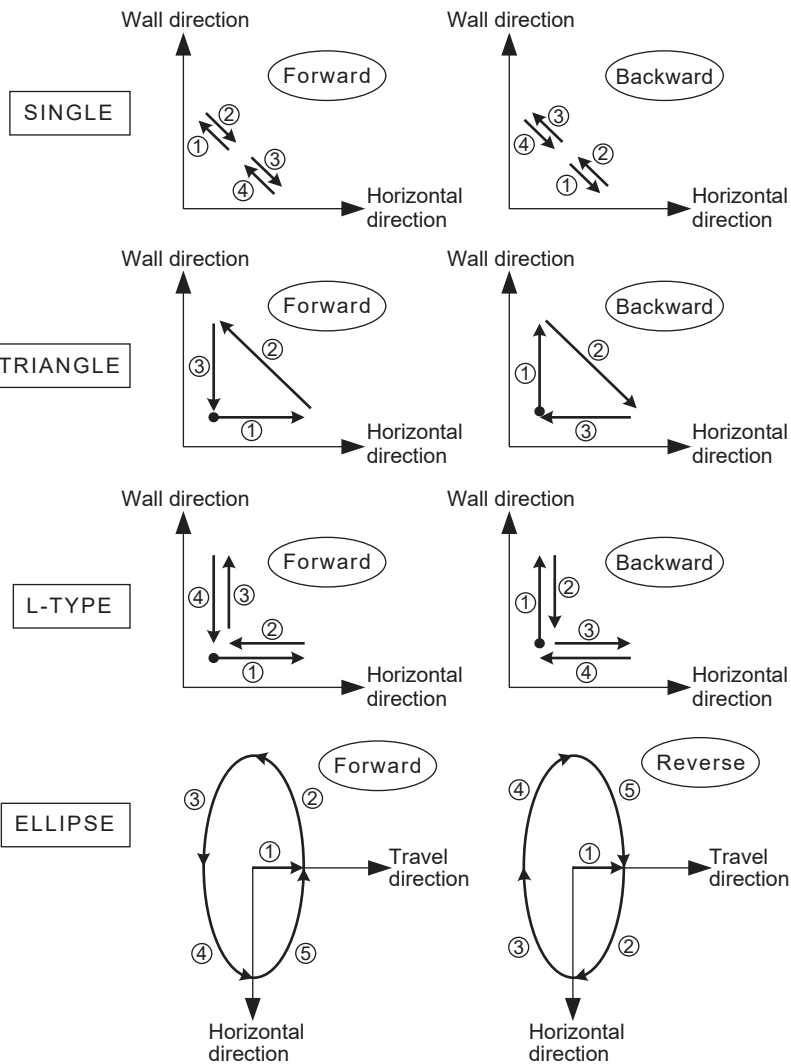 Wall direction
Wall direction
Forward
Backward
SINGLE
②
①
③
④
③
④
②
①
Horizontal
direction
Horizontal
direction
Wall direction
Wall direction
Forward
Backward
TRIANGLE
③
②
①
①
②
③
Horizontal
direction
Horizontal
direction
Wall direction
Wall direction
Forward
Backward
L-TYPE
④
③
②
①
①
②
③
④
Horizontal
direction
Horizontal
direction
Forward
Reverse
ELLIPSE
③
②
①
④
⑤
Travel
direction
④
⑤
①
③
②
Travel
direction
Horizontal
direction
Horizontal
direction